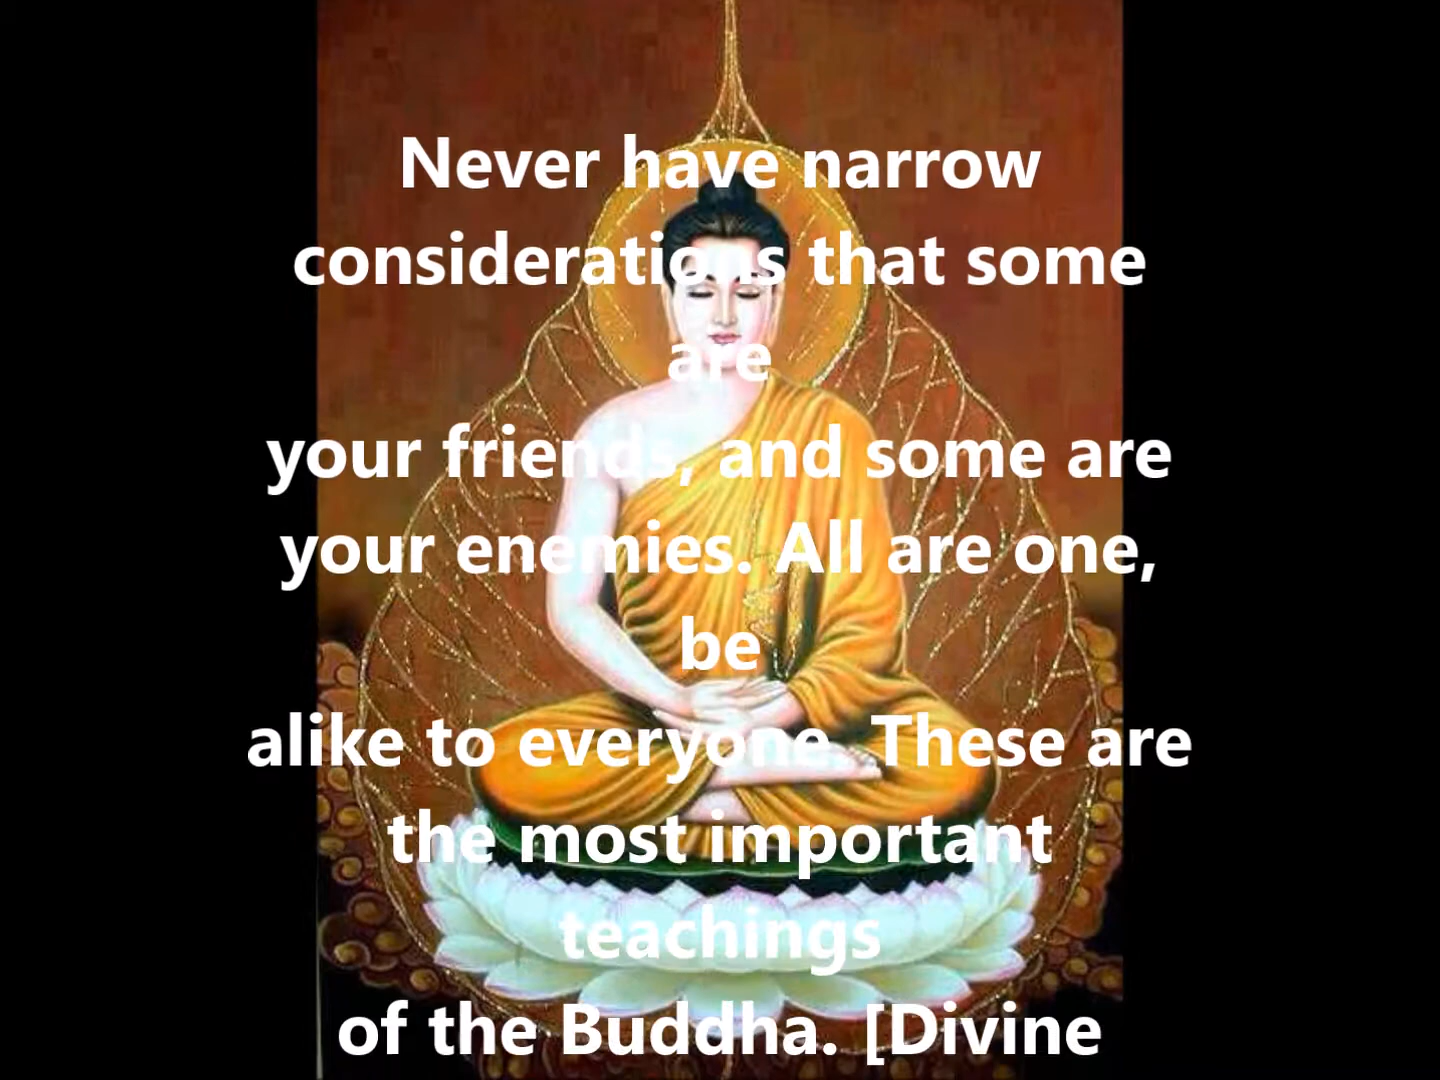 Never have narrow
considerations that some
are
your friends, and some are
your enemies. All are one,
be
alike to everyone. These are
the most important
teachings
of the Buddha. [Divine